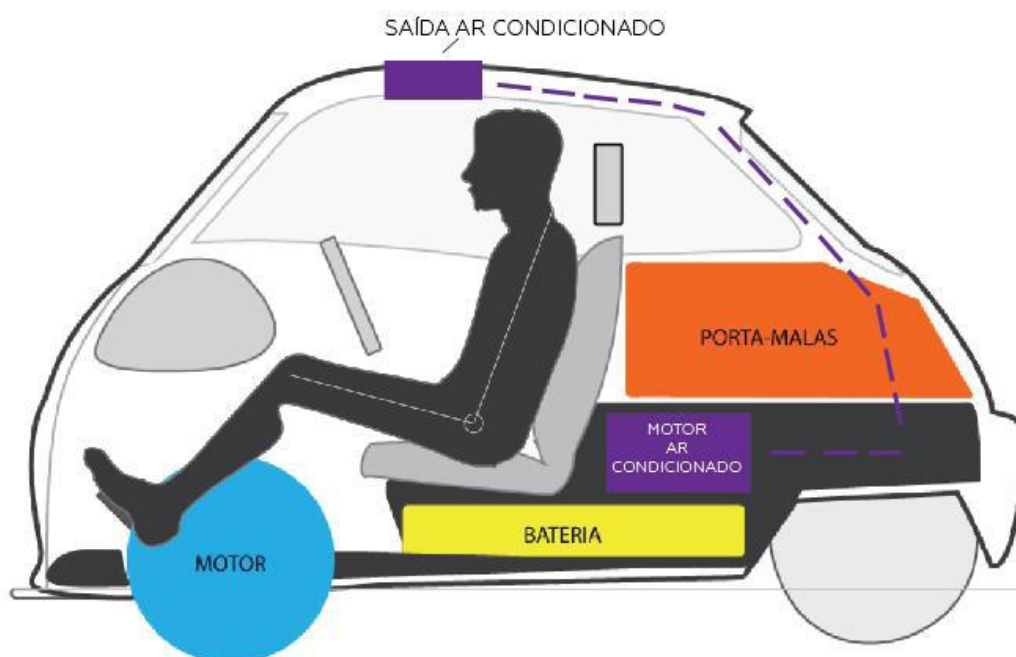 SAÍDA AR CONDICIONADO
PORTA-MALAS
MOTOR
AR
CONDICIONADO
BATERIA
MOTOR